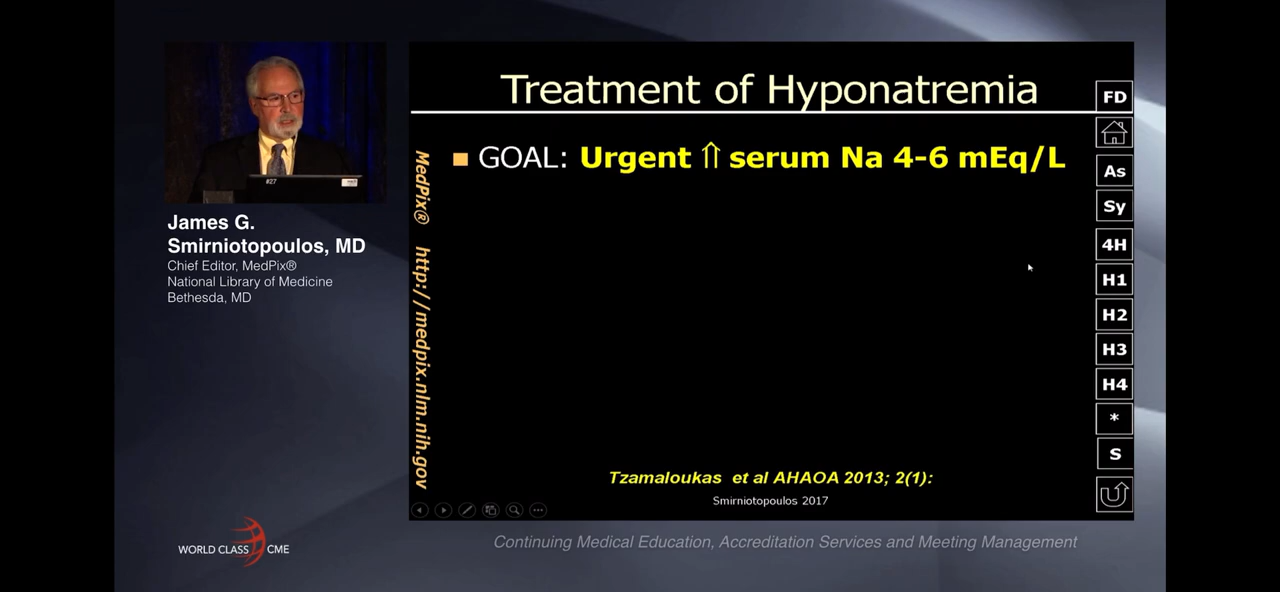 Treatment of Hyponatremia
GOAL: Urgent ⇑ serum Na 4-6 mEq/L
MedPix® http://medpix.nlm.nih.gov
Tzamaloukas et al AHAOA 2013; 2(1):
Smirniotopoulos 2017
FD
As
Sy
4H
H1
H2
H3
H4
*
S
#27
James G.
Smirniotopoulos, MD
Chief Editor, MedPix®
National Library of Medicine
Bethesda, MD
WORLD CLASS CME
Continuing Medical Education, Accreditation Services and Meeting Management